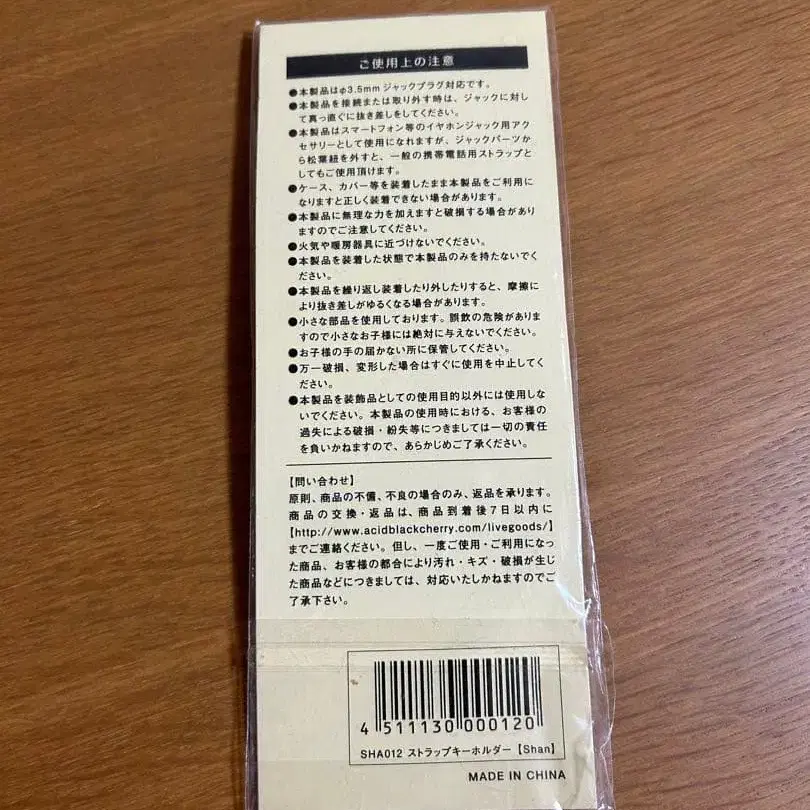 ご使用上の注意
●本製品はφ3.5mm ジャックプラグ対応です。
●本製品を接続または取り外す時は、ジャックに対し
て真っ直ぐに抜き差しをしてください。
●本製品はスマートフォン等のイヤホンジャック用アク
セサリーとして使用になれますが、ジャックパーツか
ら松葉紐を外すと、一般の携帯電話用ストラップと
してもご使用頂けます。
●ケース、カバー等を装着したまま本製品をご利用に
なりますと正しく装着できない場合があります。
●本製品に無理な力を加えますと破損する場合があり
ますのでご注意してください。
●火気や暖房器具に近づけないでください。
●本製品を装着した状態で本製品のみを持たないでく
ださい。
●本製品を繰り返し装着したり外したりすると、摩擦に
より抜き差しがゆるくなる場合があります。
●小さな部品を使用しております。誤飲の危険がありま
すので小さなお子様には絶対に与えないでください。
●お子様の手の届かない所に保管してください。
●万一破損、変形した場合はすぐに使用を中止してく
ださい。
●本製品を装飾品としての使用目的以外には使用しな
いでください。本製品の使用時における、お客様の
過失による破損・紛失等につきましては一切の責任
を負いかねますので、あらかじめご了承ください。
【問い合わせ】
原則、商品の不備、不良の場合のみ、返品を承ります。
商品の交換・返品は、商品到着後7日以内に
【http://www.acidblackcherry.com/livegoods/】
までご連絡ください。但し、一度ご使用・ご利用になっ
た商品、お客様の都合により汚れ・キズ・破損が生じ
た商品などにつきましては、対応いたしかねますのでご
了承下さい。
4 511130 000120
SHA012 ストラップキーホルダー【Shan】
MADE IN CHINA